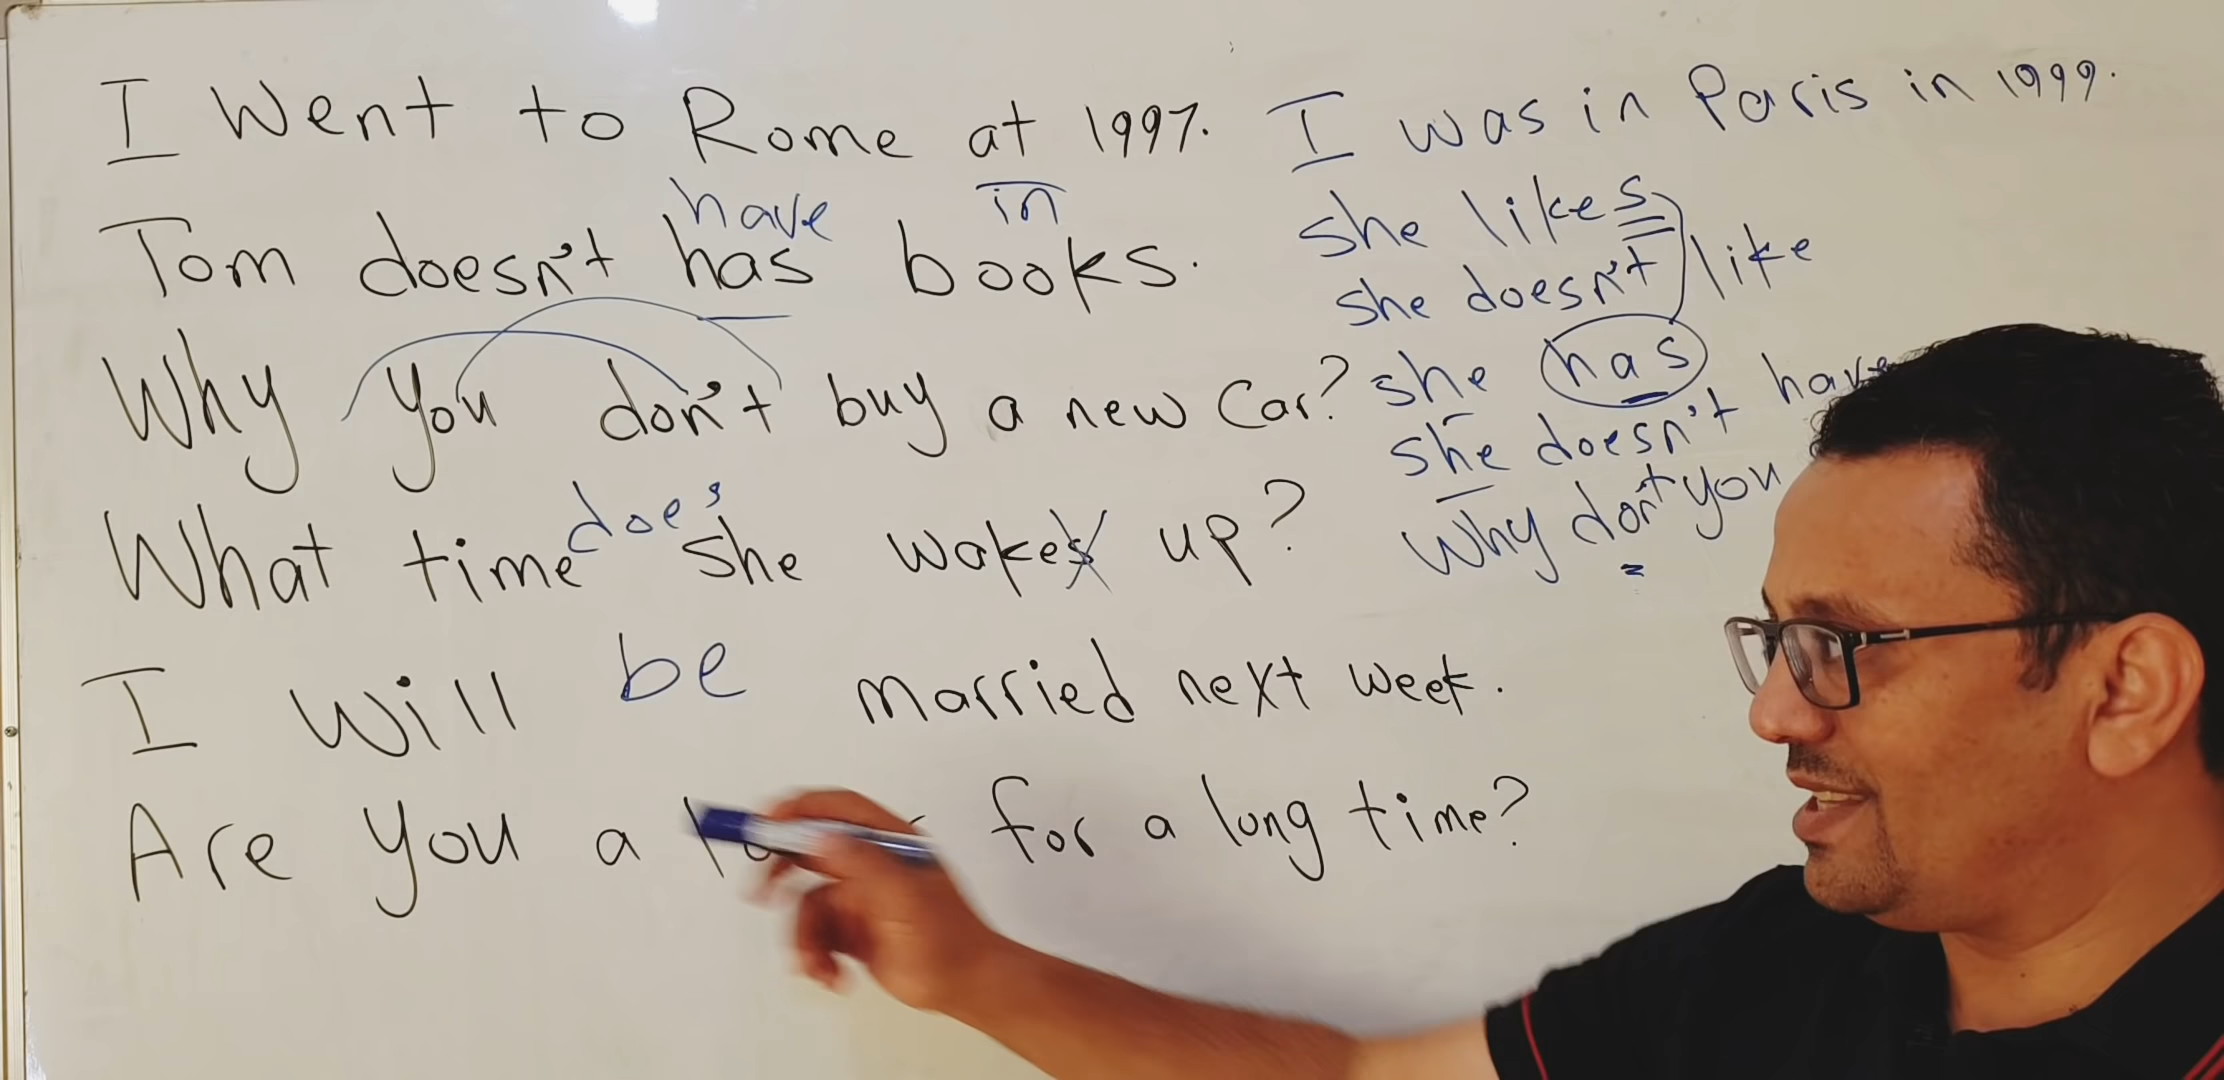 I Went to Rome at 1997.
in
Tom doesn't has books.
have
Why you don't buy a new Car?
What time she wakes up?
does
I will be married next week.
Are you a for a long time?
I was in Paris in 1999.
she likes
she doesn't like
she has
she doesn't have
Why don't you